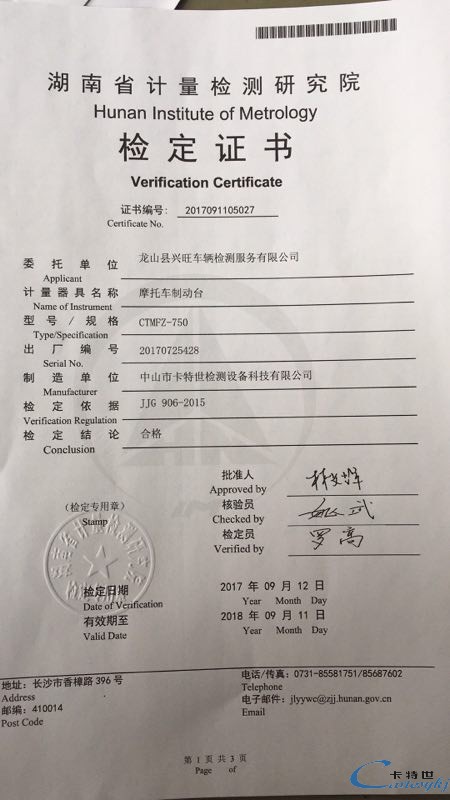 湖南省计量检测研究院
Hunan Institute of Metrology
检定证书
Verification Certificate
证书编号: 2017091105027
Certificate No.
委托单位 龙山县兴旺车辆检测服务有限公司
Applicant
计量器具名称 摩托车制动台
Name of Instrument
型号/规格 CTMFZ-750
Type/Specification
出厂编号 20170725428
Serial No.
制造单位 中山市卡特世检测设备科技有限公司
Manufacturer
检定依据 JJG 906-2015
Verification Regulation
检定结论 合格
Conclusion
批准人
Approved by
(检定专用章) 核验员
Stamp Checked by
检定员 罗高
Verified by
检定日期 2017 年 09 月 12 日
Date of Verification Year Month Day
有效期至 2018 年 09 月 11 日
Valid Date Year Month Day
地址: 长沙市香樟路 396 号 电话/传真: 0731-85581751/85687602
Address Telephone
邮编: 410014 电子邮件: jlyywc@zjj.hunan.gov.cn
Post Code Email
第 1 页 共 3 页
Page of
卡特世